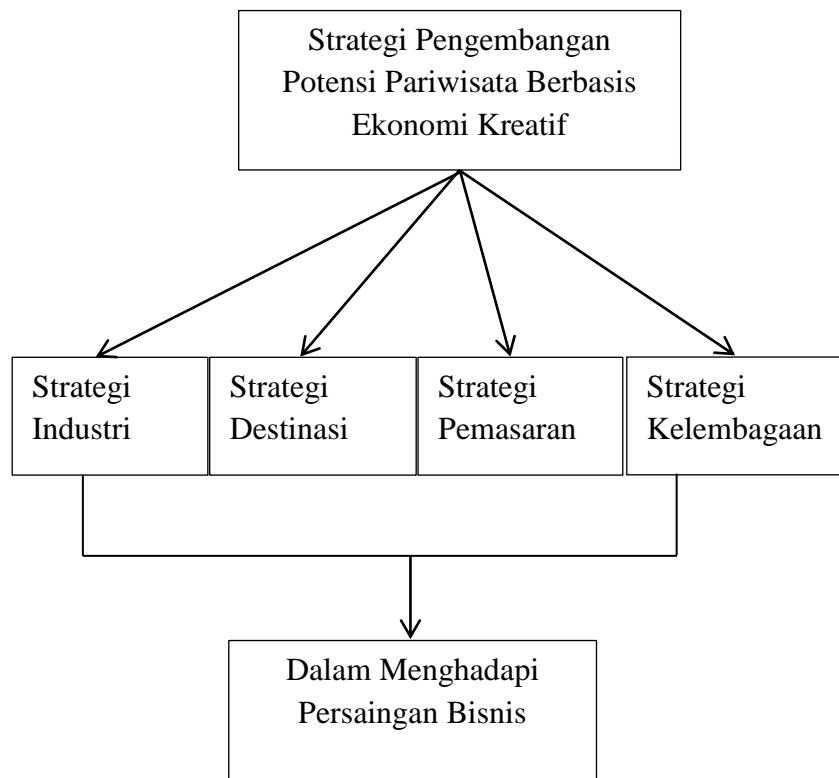 Strategi Pengembangan
Potensi Pariwisata Berbasis
Ekonomi Kreatif
Strategi
Industri
Strategi
Destinasi
Strategi
Pemasaran
Strategi
Kelembagaan
Dalam Menghadapi
Persaingan Bisnis